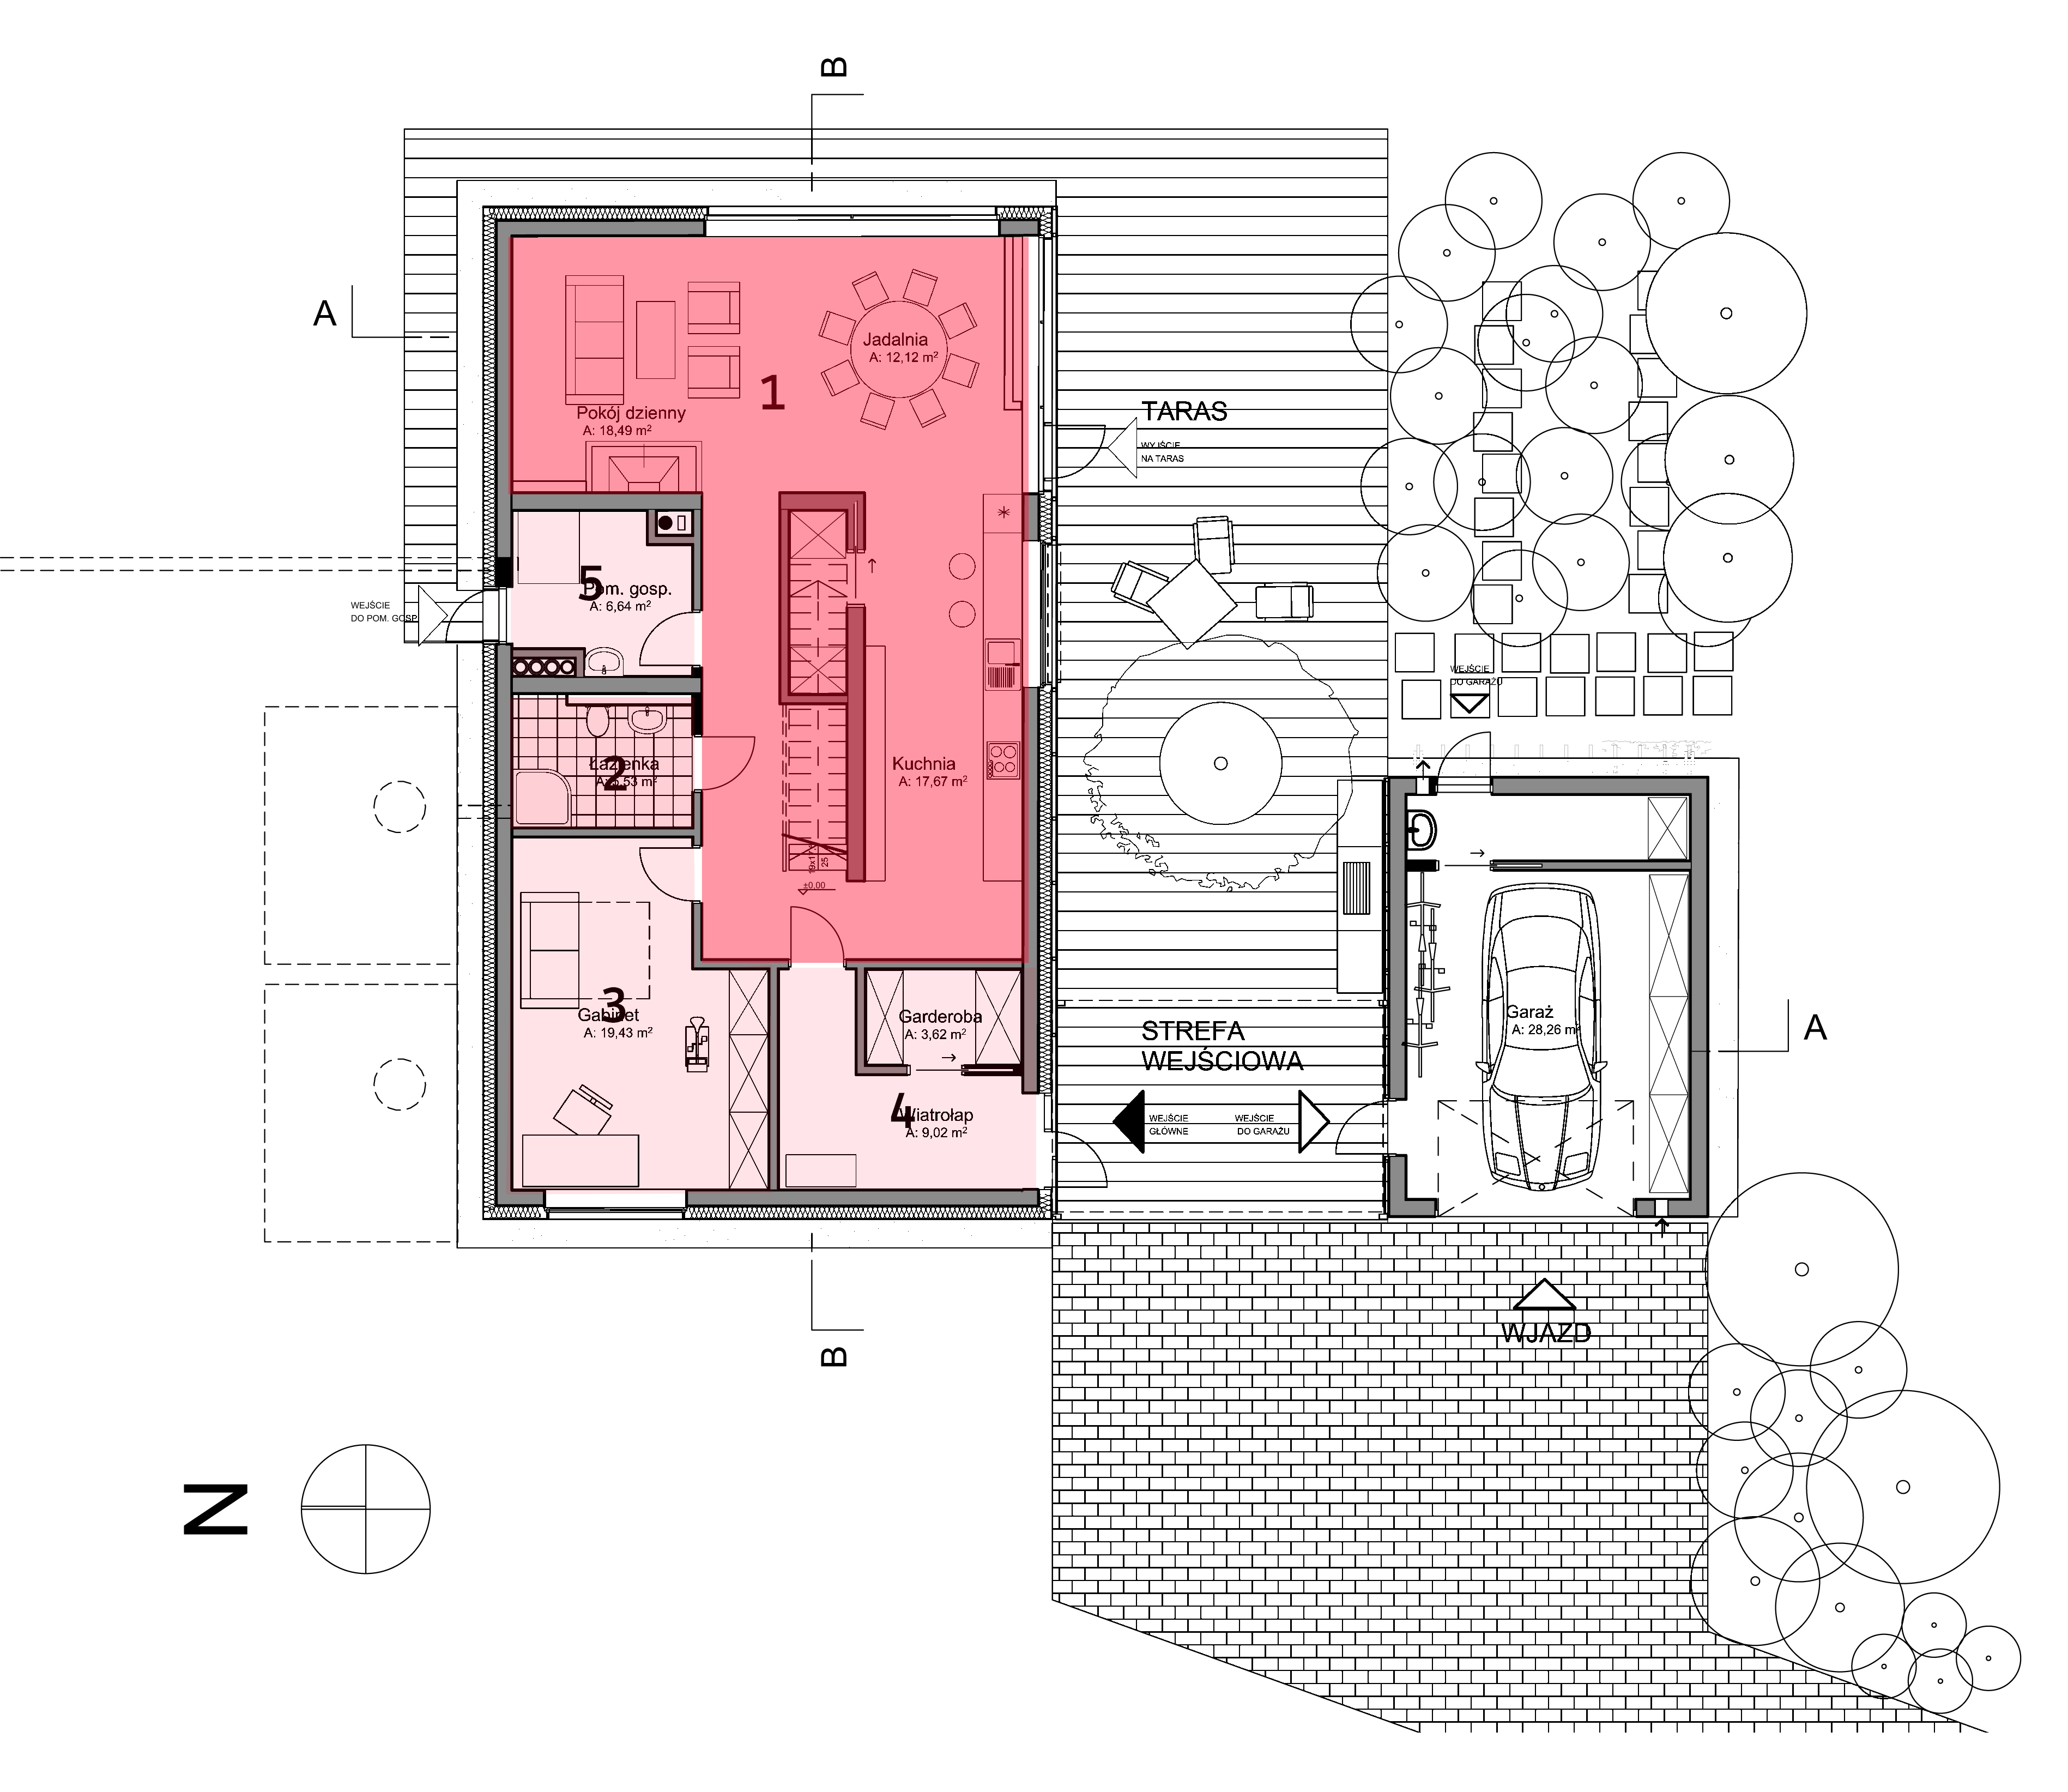 B
A
Jadalnia
A: 12,12 m²
1
Pokój dzienny
A: 18,49 m²
TARAS
WYJŚCIE
NA TARAS
5
Pom. gosp.
A: 6,64 m²
WEJŚCIE
DO POM. GOSP.
WEJŚCIE
DO GARAŻU
2
Łazienka
A: 5,53 m²
Kuchnia
A: 17,67 m²
25
±0,00
3
Gabinet
A: 19,43 m²
Garderoba
A: 3,62 m²
STREFA
WEJŚCIOWA
Garaż
A: 28,26 m²
A
4
Wiatrołap
A: 9,02 m²
WEJŚCIE
GŁÓWNE
WEJŚCIE
DO GARAŻU
WJAZD
B
N